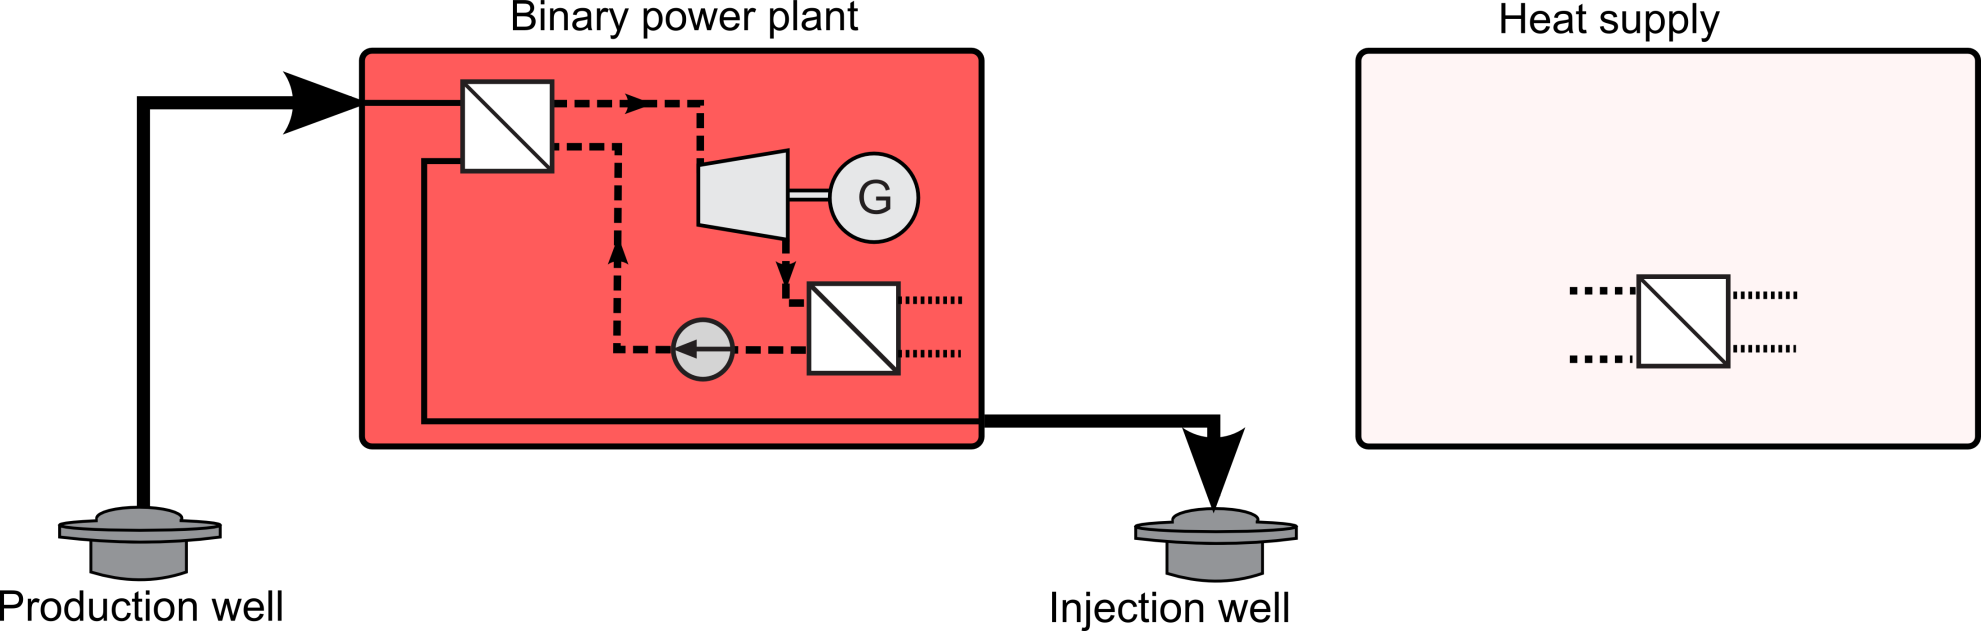 Binary power plant
Heat supply
G
Production well
Injection well